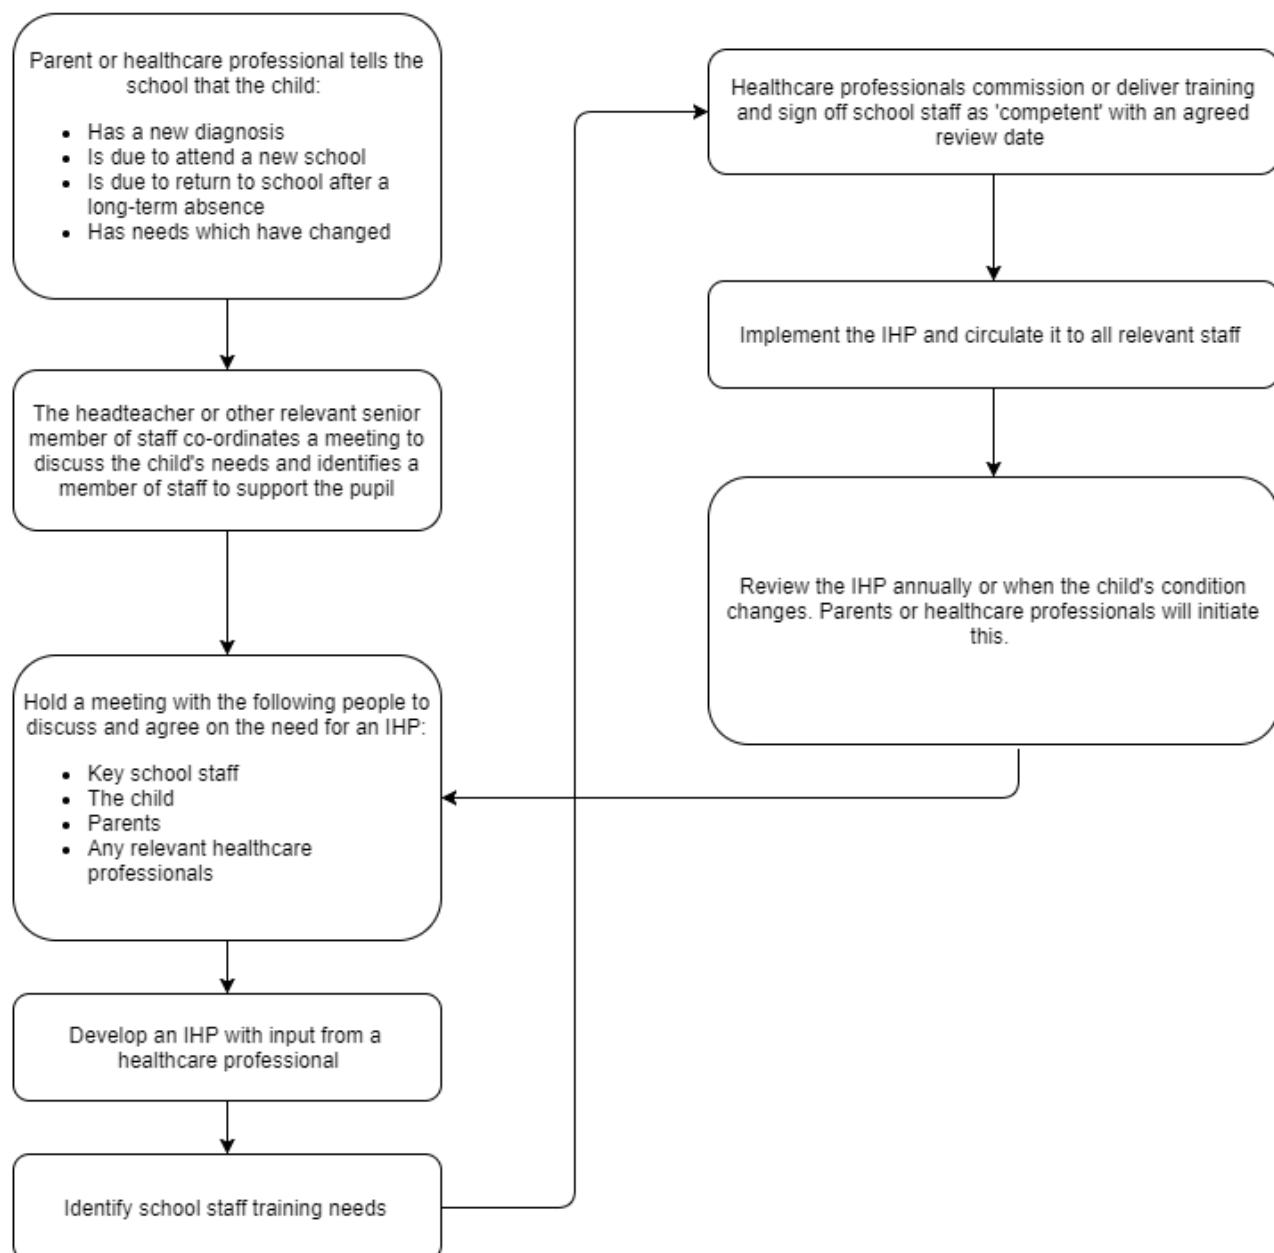 Parent or healthcare professional tells the
school that the child:
• Has a new diagnosis
• Is due to attend a new school
• Is due to return to school after a
long-term absence
• Has needs which have changed
The headteacher or other relevant senior
member of staff co-ordinates a meeting to
discuss the child's needs and identifies a
member of staff to support the pupil
Hold a meeting with the following people to
discuss and agree on the need for an IHP:
• Key school staff
• The child
• Parents
• Any relevant healthcare
professionals
Develop an IHP with input from a
healthcare professional
Identify school staff training needs
Healthcare professionals commission or deliver training
and sign off school staff as 'competent' with an agreed
review date
Implement the IHP and circulate it to all relevant staff
Review the IHP annually or when the child's condition
changes. Parents or healthcare professionals will initiate
this.